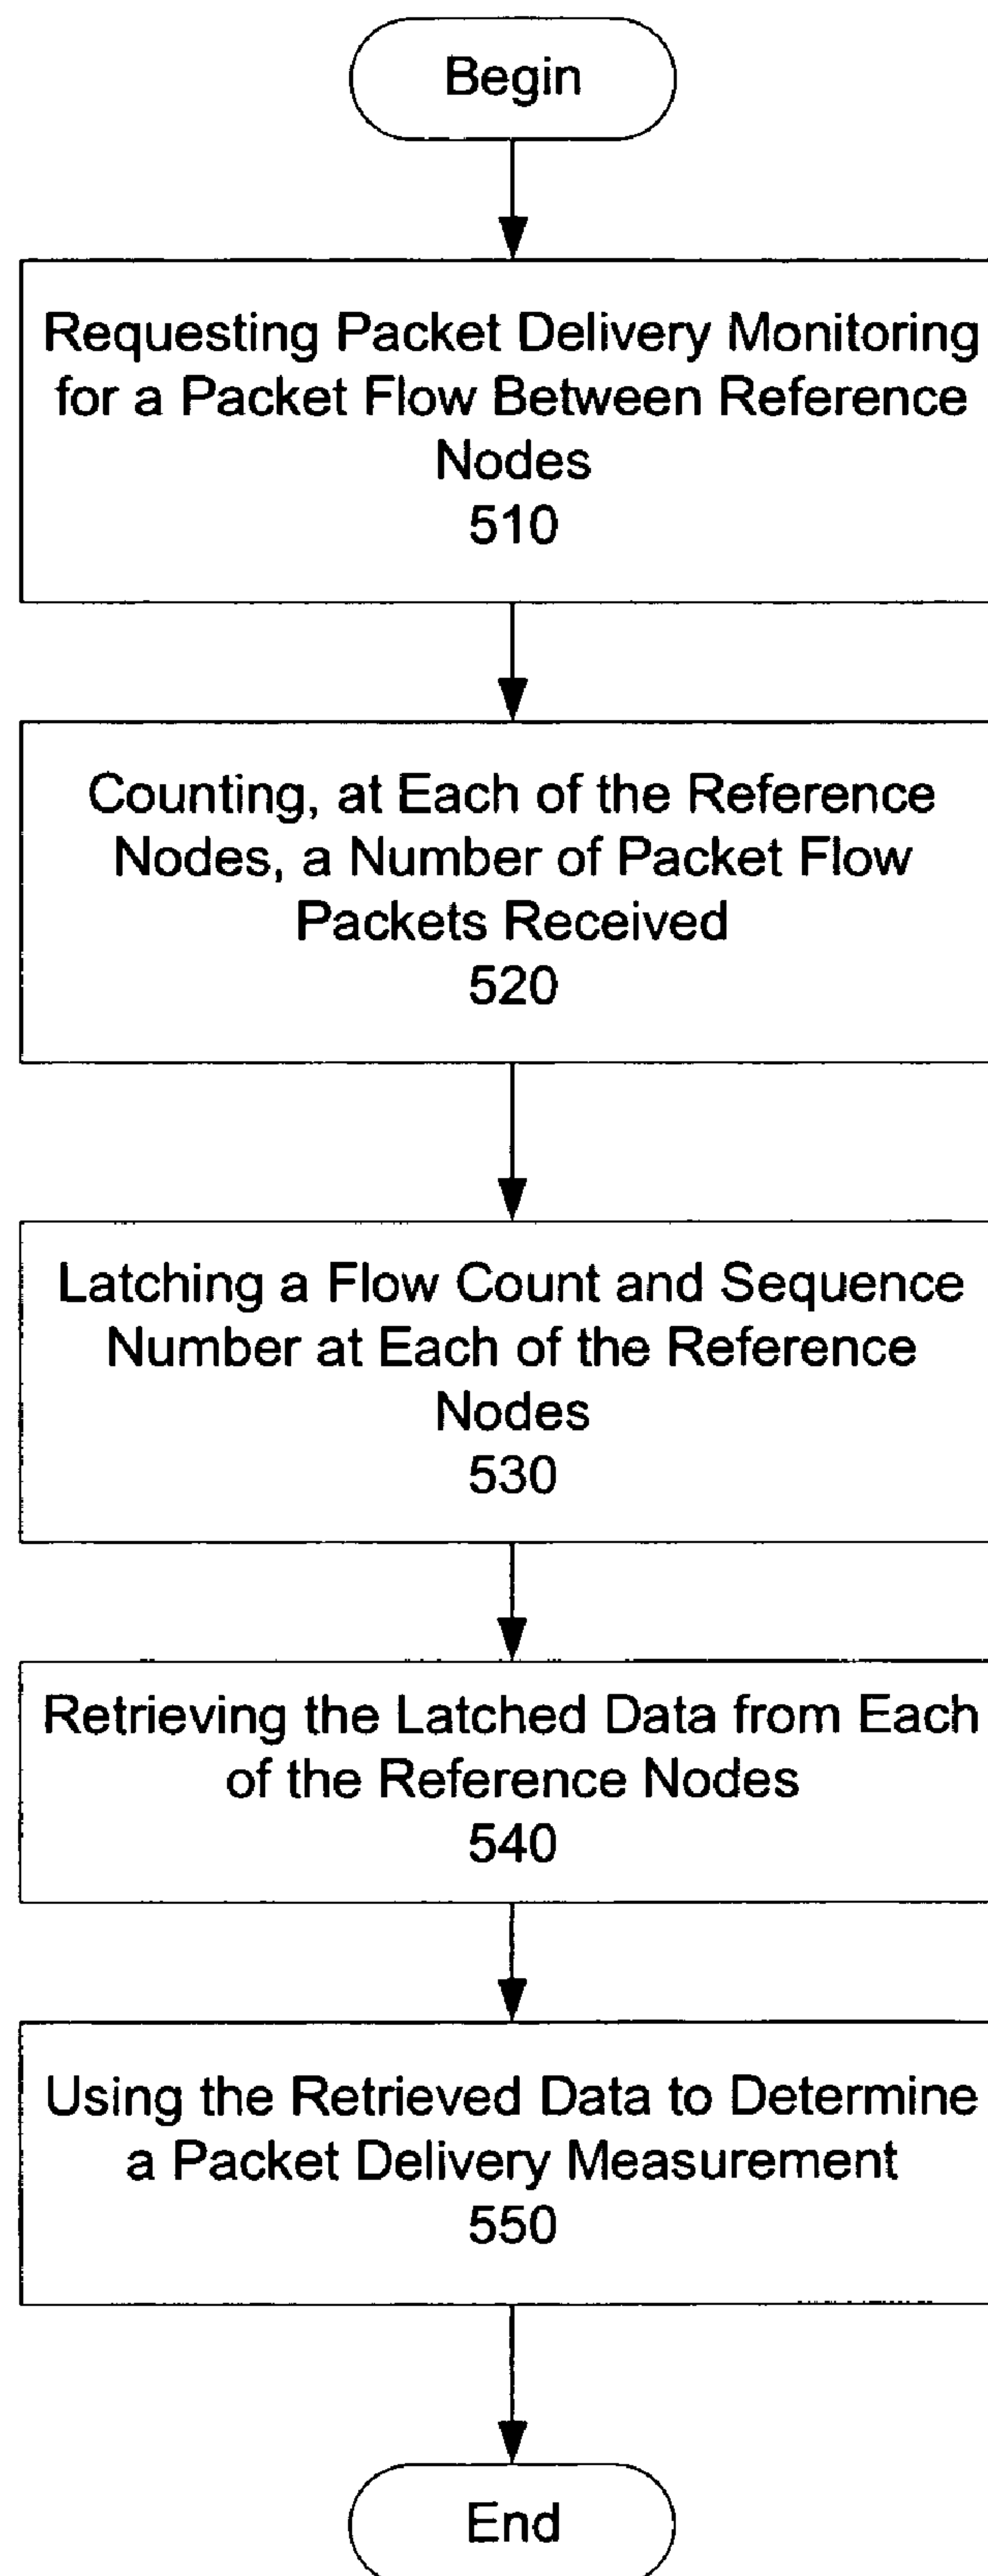 Begin
Requesting Packet Delivery Monitoring
for a Packet Flow Between Reference
Nodes
510
Counting, at Each of the Reference
Nodes, a Number of Packet Flow
Packets Received
520
Latching a Flow Count and Sequence
Number at Each of the Reference
Nodes
530
Retrieving the Latched Data from Each
of the Reference Nodes
540
Using the Retrieved Data to Determine
a Packet Delivery Measurement
550
End